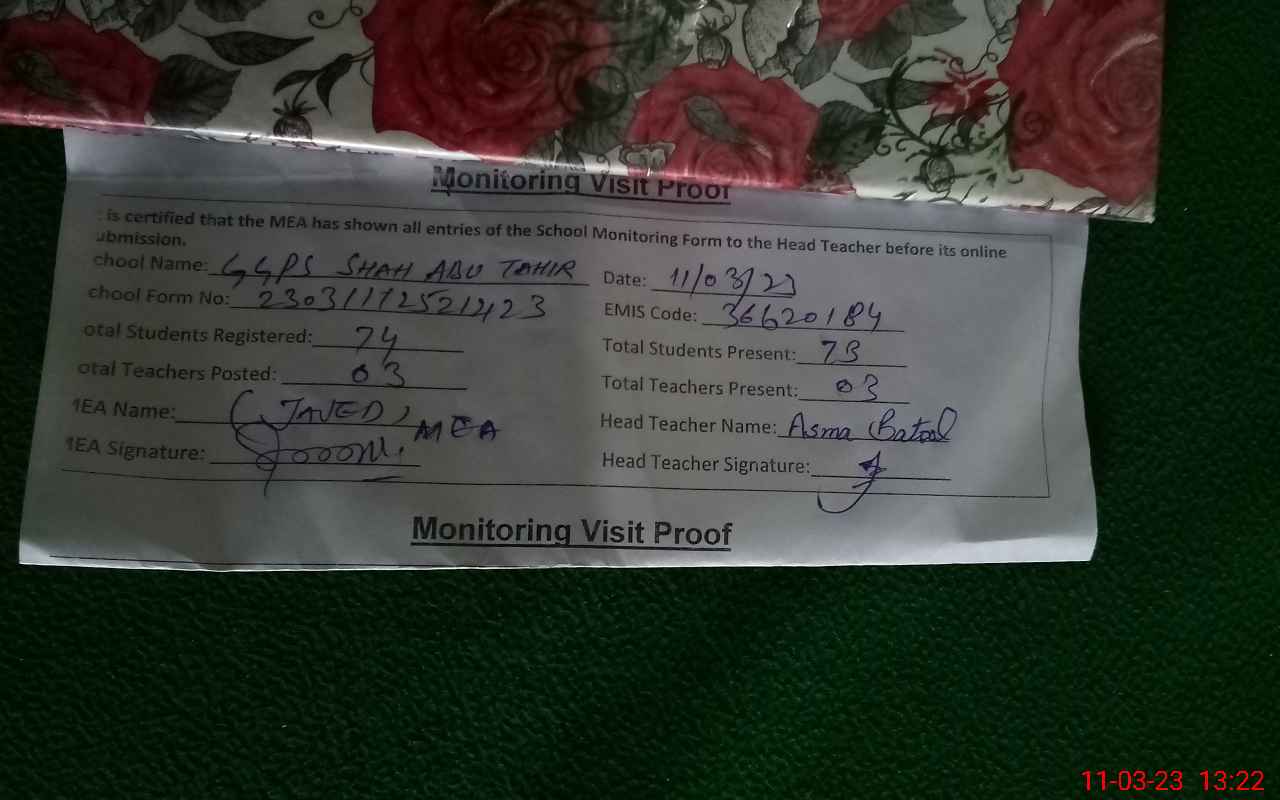 Monitoring Visit Proof
is certified that the MEA has shown all entries of the School Monitoring Form to the Head Teacher before its online
ubmission.
chool Name: GGPS SHAH ABU TAHIR Date: 11/03/23
chool Form No: EMIS Code: 36620184
otal Students Registered: 74 Total Students Present: 73
otal Teachers Posted: 03 Total Teachers Present: 03
MEA Name: (JAVED) MEA Head Teacher Name: Asma Batool
MEA Signature: Head Teacher Signature:
Monitoring Visit Proof
11-03-23 13:22